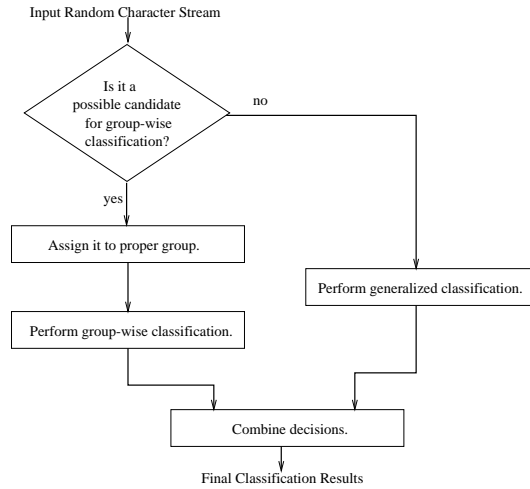 Input Random Character Stream
Is it a
possible candidate
for group-wise
classification?
no
yes
Assign it to proper group.
Perform generalized classification.
Perform group-wise classification.
Combine decisions.
Final Classification Results